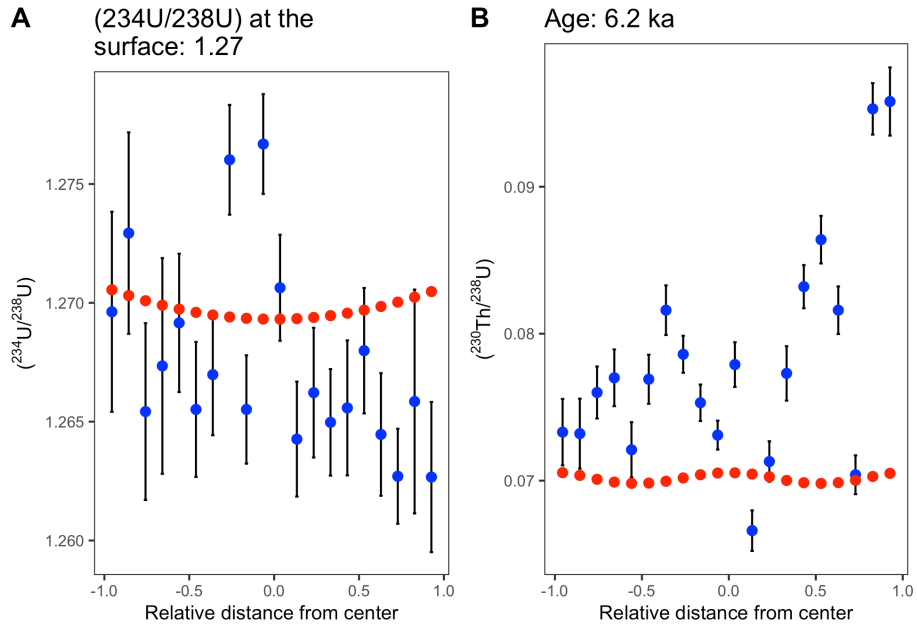 A
(234U/238U) at the
surface: 1.27
1.275
1.270
1.265
1.260
(²³⁴U/²³⁸U)
-1.0 -0.5 0.0 0.5 1.0
Relative distance from center
B
Age: 6.2 ka
0.09
0.08
0.07
(²³⁰Th/²³⁸U)
-1.0 -0.5 0.0 0.5 1.0
Relative distance from center